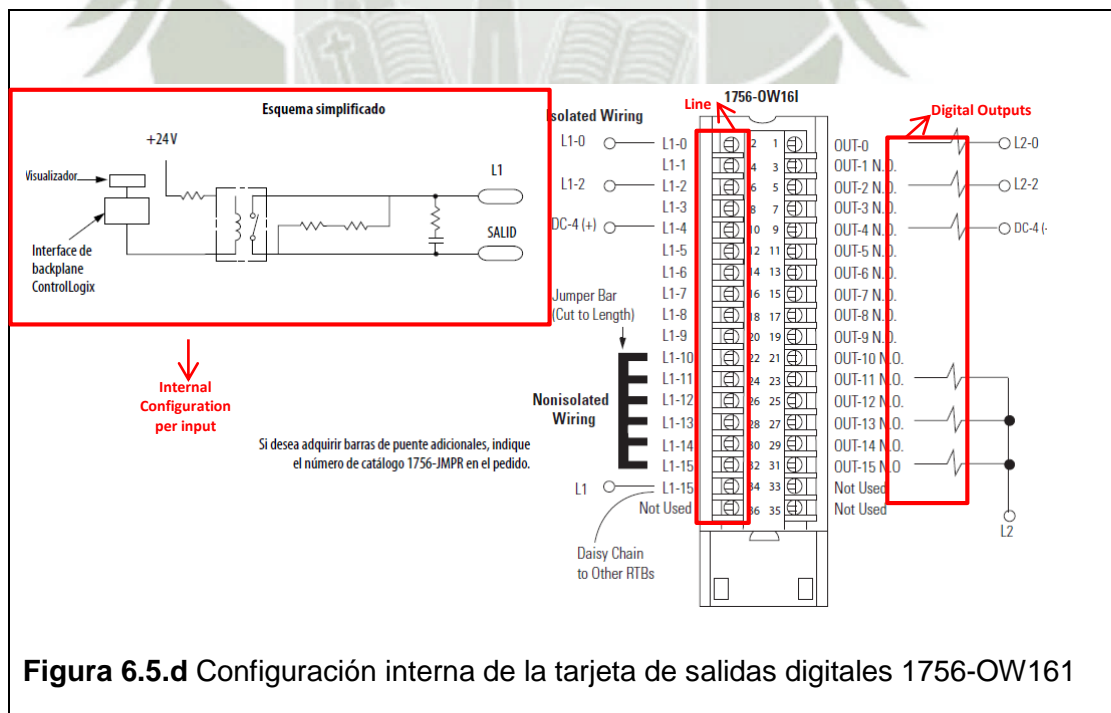 Esquema simplificado
+24V
Visualizador
Interface de
backplane
ControlLogix
L1
SALID
Internal
Configuration
per input
Si desea adquirir barras de puente adicionales, indique
el número de catálogo 1756-JMPR en el pedido.
1756-OW16I
Line
Digital Outputs
Isolated Wiring
L1-0 L1-0 2 1 OUT-0 L2-0
L1-1 4 3 OUT-1 N.O.
L1-2 L1-2 6 5 OUT-2 N.O. L2-2
L1-3 8 7 OUT-3 N.O.
DC-4 (+) L1-4 10 9 OUT-4 N.O. DC-4 (-
L1-5 12 11 OUT-5 N.O.
L1-6 14 13 OUT-6 N.O.
L1-7 16 15 OUT-7 N.O.
L1-8 18 17 OUT-8 N.O.
L1-9 20 19 OUT-9 N.O.
L1-10 22 21 OUT-10 N.O.
L1-11 24 23 OUT-11 N.O.
L1-12 26 25 OUT-12 N.O.
L1-13 28 27 OUT-13 N.O.
L1-14 30 29 OUT-14 N.O.
L1-15 32 31 OUT-15 N.O
L1 L1-15 34 33 Not Used
Not Used 36 35 Not Used
Jumper Bar
(Cut to Length)
Nonisolated
Wiring
L2
Daisy Chain
to Other RTBs
Figura 6.5.d Configuración interna de la tarjeta de salidas digitales 1756-OW161